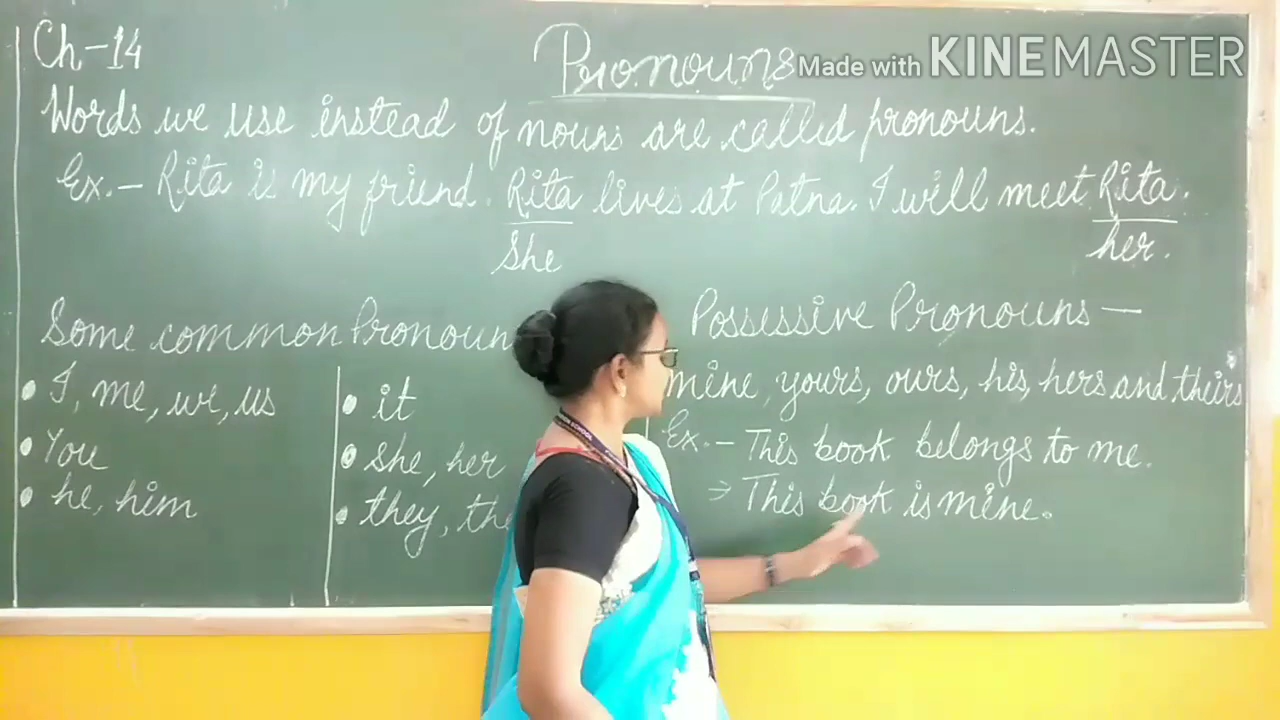 Ch-14
Pronouns
Made with KINEMASTER
Words we use instead of nouns are called pronouns.
Ex.- Rita is my friend. Rita lives at Patna. I will meet Rita.
She
her.
Some common Pronoun
• I, me, we, us
• You
• he, him
• it
• she, her
• they,
Possessive Pronouns —
mine, yours, ours, his, hers and theirs
Ex.- This book belongs to me.
⇒ This book is mine.